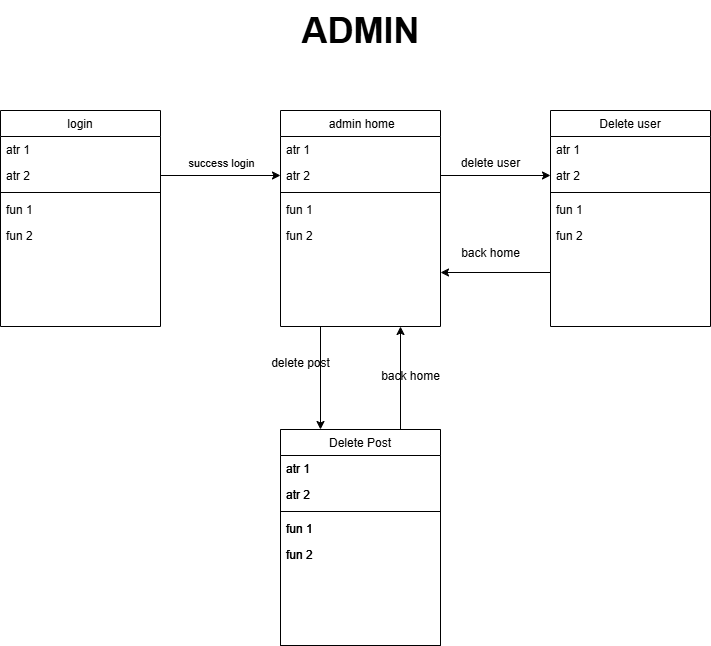 ADMIN
login
atr 1
atr 2
fun 1
fun 2
success login
admin home
atr 1
atr 2
fun 1
fun 2
delete user
back home
Delete user
atr 1
atr 2
fun 1
fun 2
delete post
back home
Delete Post
atr 1
atr 2
fun 1
fun 2